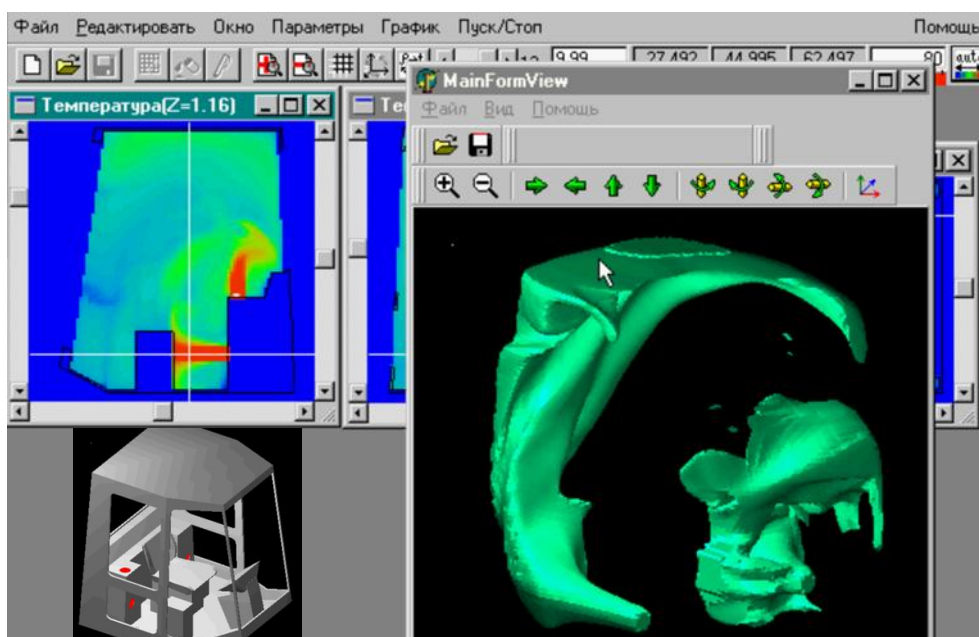 Файл Редактировать Окно Параметры График Пуск/Стоп Помощь
9.99 27.492 44.995 62.497 80
MainFormView
Температура(Z=1.16)
Файл Вид Помощь